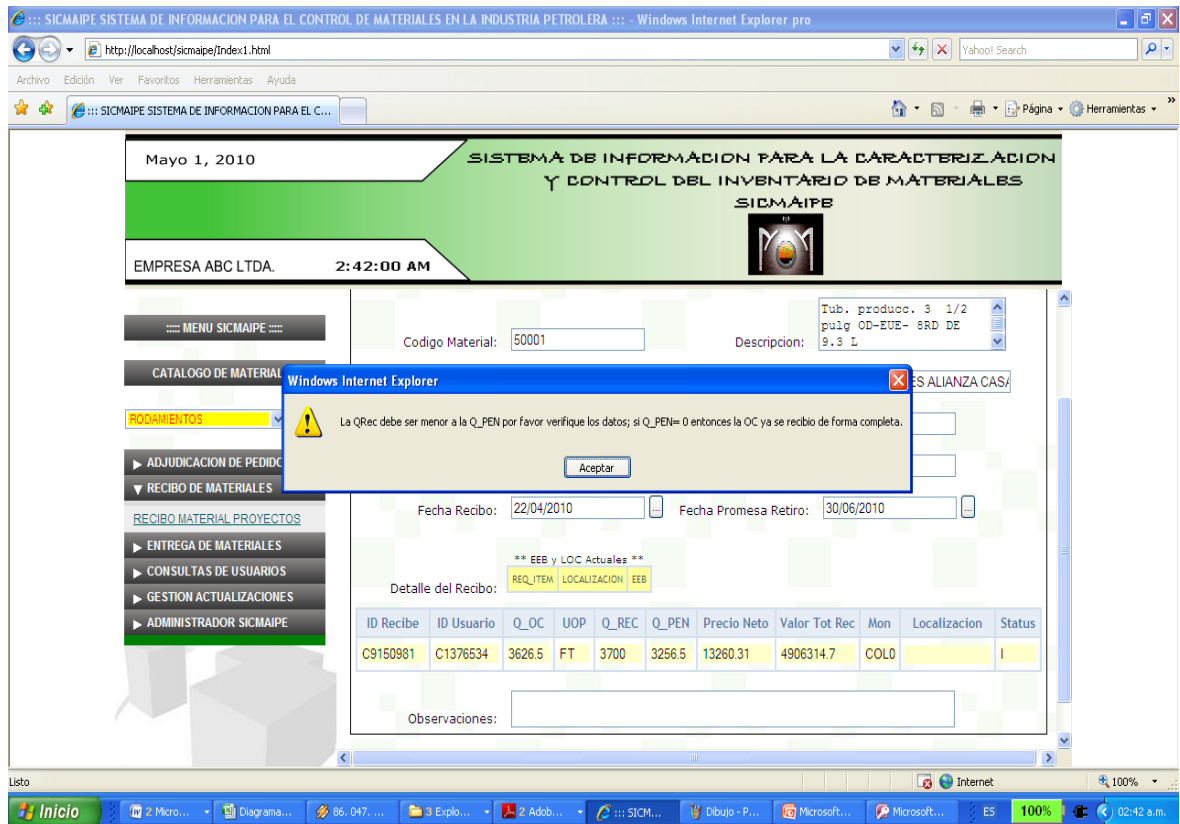 ::: SICMAIPE SISTEMA DE INFORMACION PARA EL CONTROL DE MATERIALES EN LA INDUSTRIA PETROLERA ::: - Windows Internet Explorer pro
http://localhost/sicmaipe/Index1.html
Yahoo! Search
Archivo Edición Ver Favoritos Herramientas Ayuda
::: SICMAIPE SISTEMA DE INFORMACION PARA EL C...
Página Herramientas »
Mayo 1, 2010
SISTEMA DE INFORMACION PARA LA CARACTERIZACION
Y CONTROL DEL INVENTARIO DE MATERIALES
SICMAIPE
EMPRESA ABC LTDA. 2:42:00 AM
::::: MENU SICMAIPE :::::
CATALOGO DE MATERIAL
RODAMIENTOS
ADJUDICACION DE PEDIDO
RECIBO DE MATERIALES
RECIBO MATERIAL PROYECTOS
ENTREGA DE MATERIALES
CONSULTAS DE USUARIOS
GESTION ACTUALIZACIONES
ADMINISTRADOR SICMAIPE
Codigo Material: 50001 Descripcion: Tub. producc. 3 1/2
pulg OD-EUE- 8RD DE
9.3 L
ES ALIANZA CASA
Windows Internet Explorer
La QRec debe ser menor a la Q_PEN por favor verifique los datos; si Q_PEN= 0 entonces la OC ya se recibio de forma completa.
Aceptar
Fecha Recibo: 22/04/2010 ... Fecha Promesa Retiro: 30/06/2010 ...
** EEB y LOC Actuales **
Detalle del Recibo: REQ_ITEM LOCALIZACION EEB
ID Recibe ID Usuario Q_OC UOP Q_REC Q_PEN Precio Neto Valor Tot Rec Mon Localizacion Status
C9150981 C1376534 3626.5 FT 3700 3256.5 13260.31 4906314.7 COL0 I
Observaciones:
Listo Internet 100%
Inicio 2 Micro... Diagrama... 86. 047. ... 3 Explo... 2 Adob... ::: SICM... Dibujo - P... Microsoft... Microsoft... ES 100% 02:42 a.m.